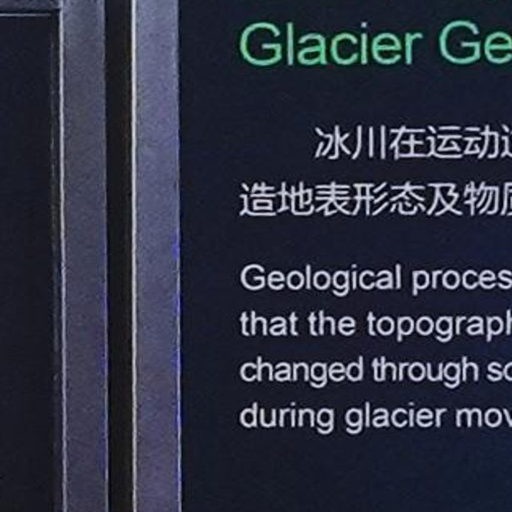 Glacier Ge
冰川在运动
造地表形态及物
Geological proces
that the topograp
changed through s
during glacier mov